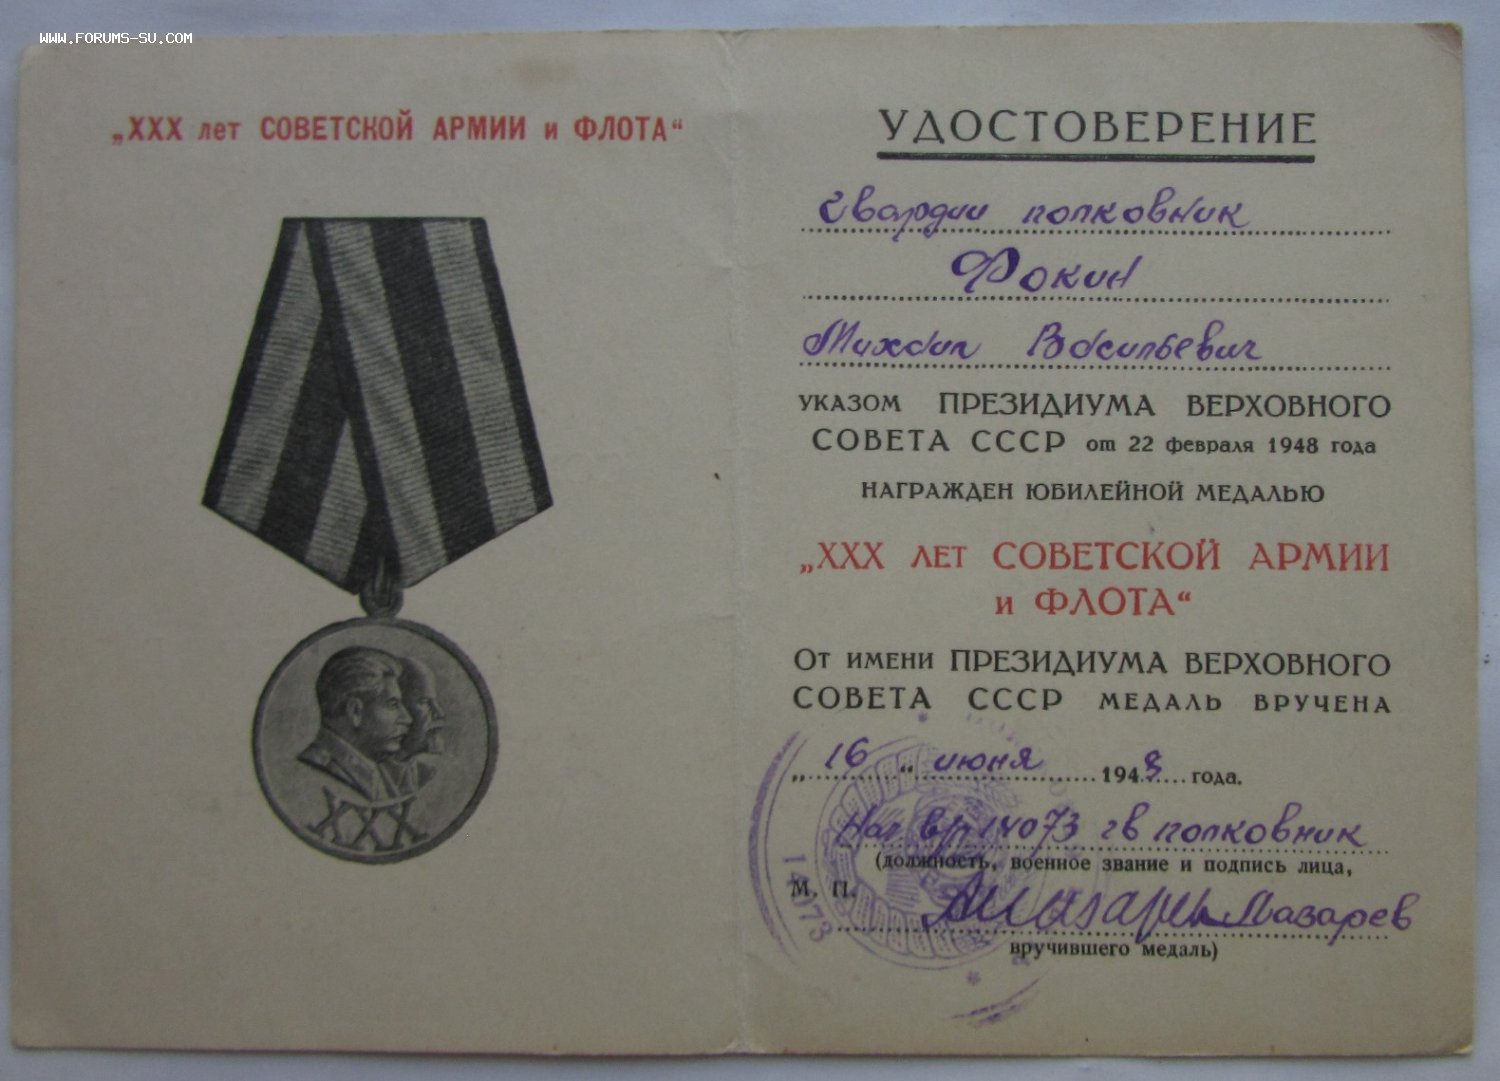 WWW.FORUMS-SU.COM
„XXX лет СОВЕТСКОЙ АРМИИ и ФЛОТА“
XXX
УДОСТОВЕРЕНИЕ
Гвардии полковник
Фокин
Михаил Васильевич
УКАЗОМ ПРЕЗИДИУМА ВЕРХОВНОГО
СОВЕТА СССР от 22 февраля 1948 года
НАГРАЖДЕН ЮБИЛЕЙНОЙ МЕДАЛЬЮ
„XXX ЛЕТ СОВЕТСКОЙ АРМИИ
и ФЛОТА“
ОТ ИМЕНИ ПРЕЗИДИУМА ВЕРХОВНОГО
СОВЕТА СССР МЕДАЛЬ ВРУЧЕНА
„16“ июня 1948 года.
в/ч 14073 гв полковник
(должность, военное звание и подпись лица,
М. П. Лазарев
вручившего медаль)
14073